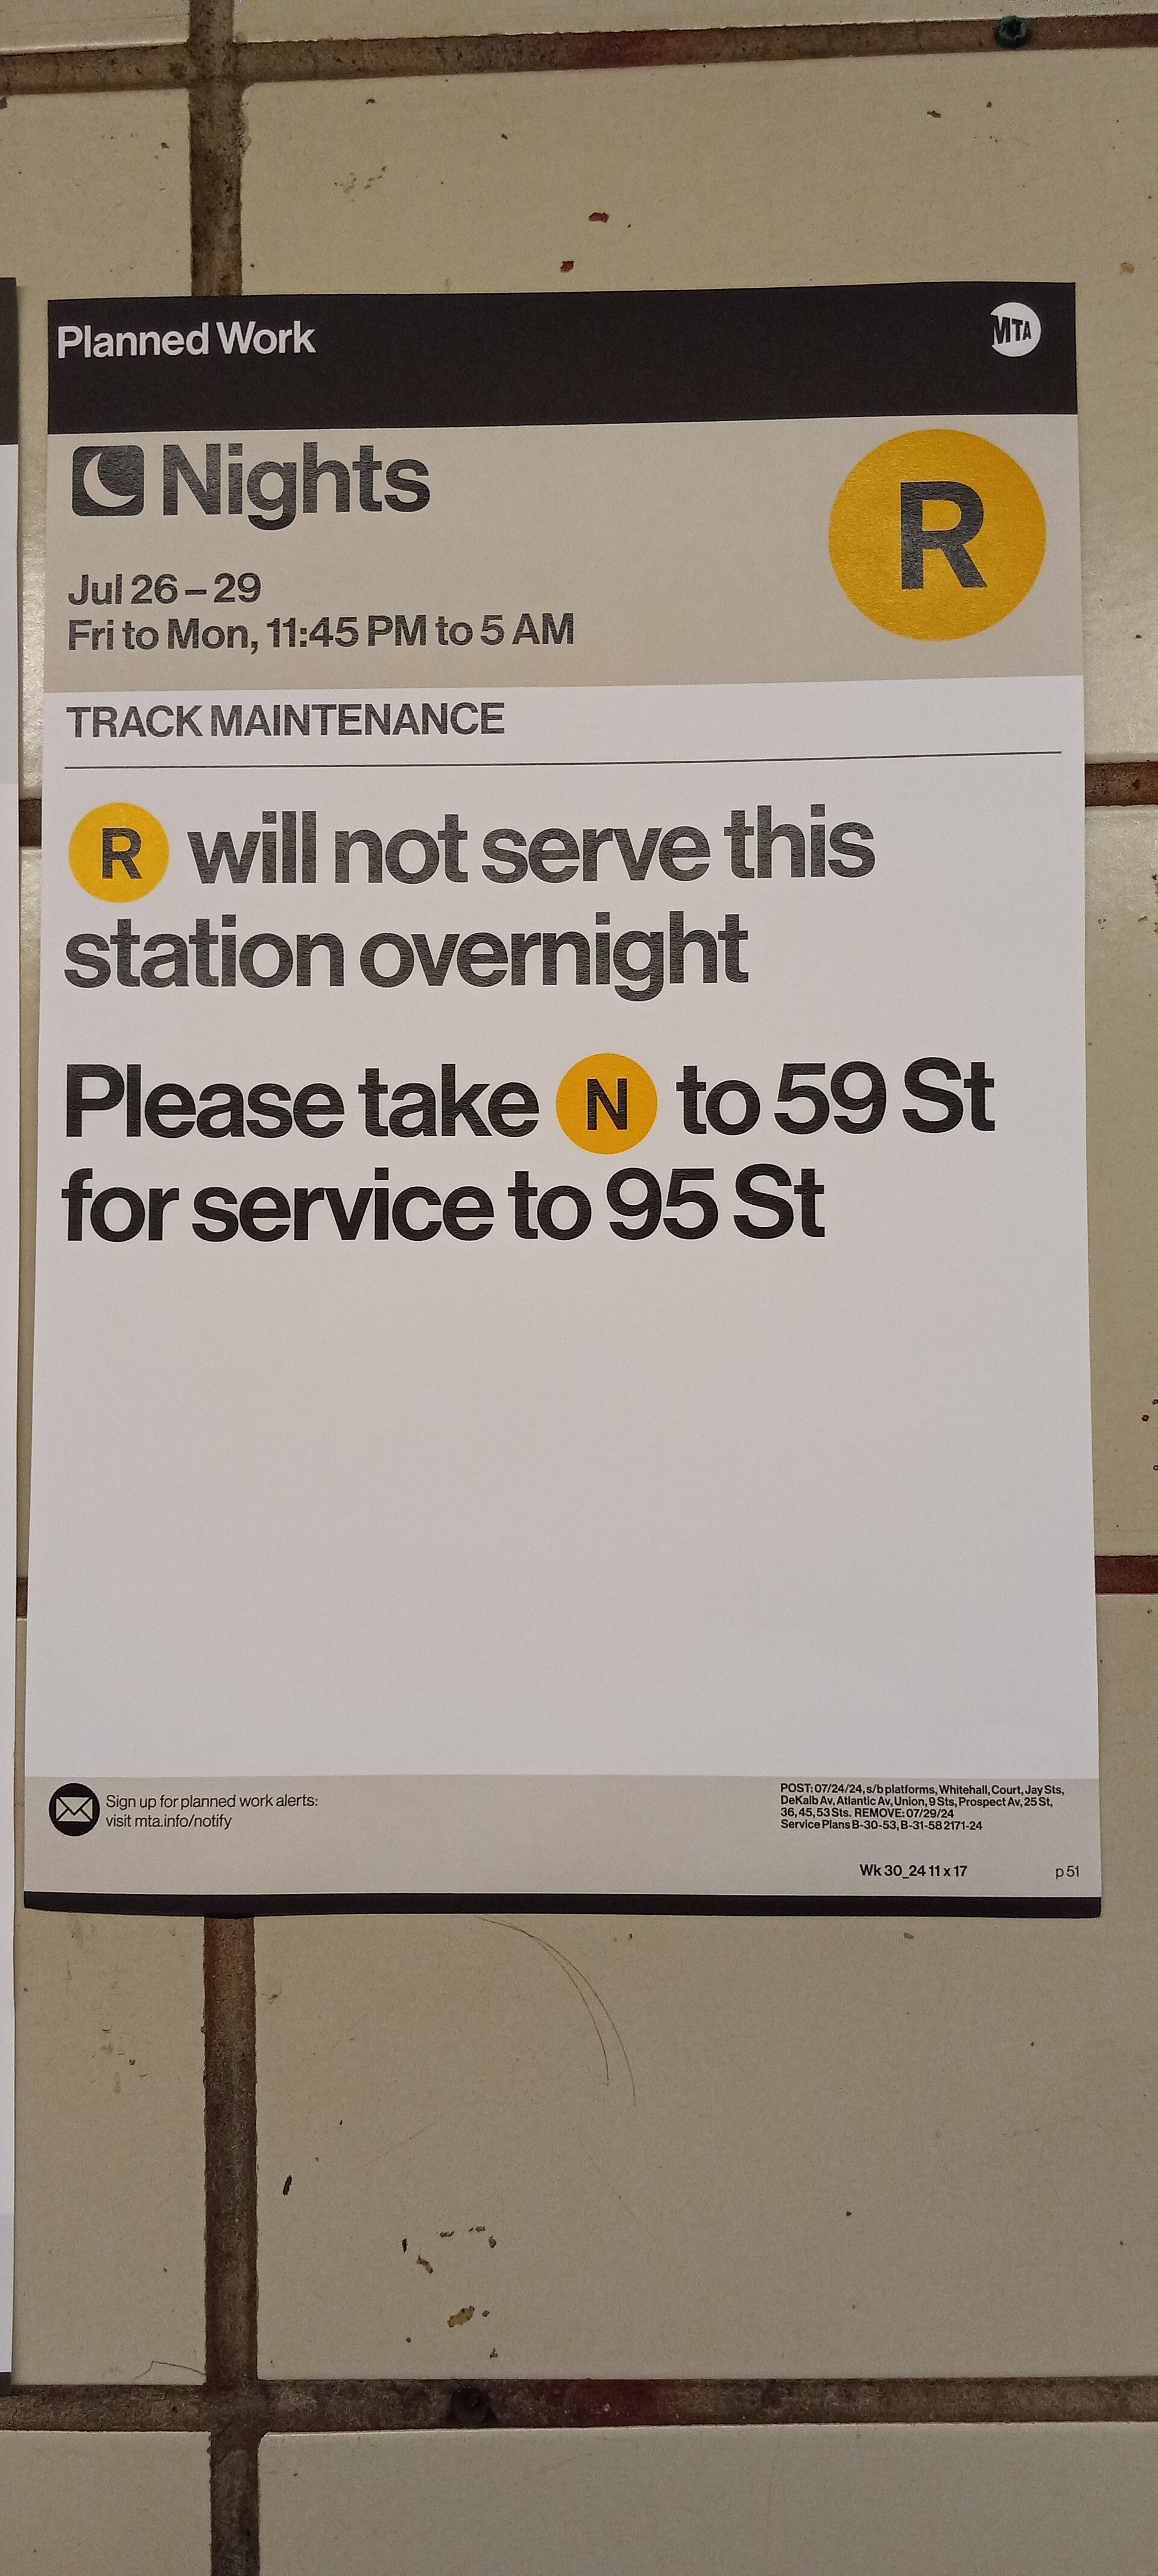 Planned Work
MTA
Nights
R
Jul 26 – 29
Fri to Mon, 11:45 PM to 5 AM
TRACK MAINTENANCE
R will not serve this
station overnight
Please take N to 59 St
for service to 95 St
Sign up for planned work alerts:
visit mta.info/notify
POST: 07/24/24, s/b platforms, Whitehall, Court, Jay Sts,
DeKalb Av, Atlantic Av, Union, 9 Sts, Prospect Av, 25 St,
36, 45, 53 Sts. REMOVE: 07/29/24
Service Plans B-30-53, B-31-58 2171-24
Wk 30_24 11 x 17
p 51